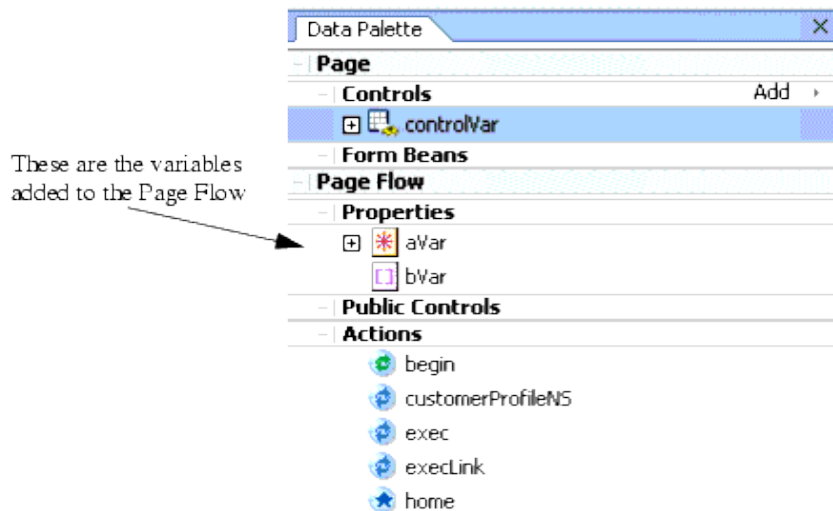 Data Palette
Page
Controls Add
controlVar
Form Beans
These are the variables
added to the Page Flow
Page Flow
Properties
aVar
bVar
Public Controls
Actions
begin
customerProfileNS
exec
execLink
home